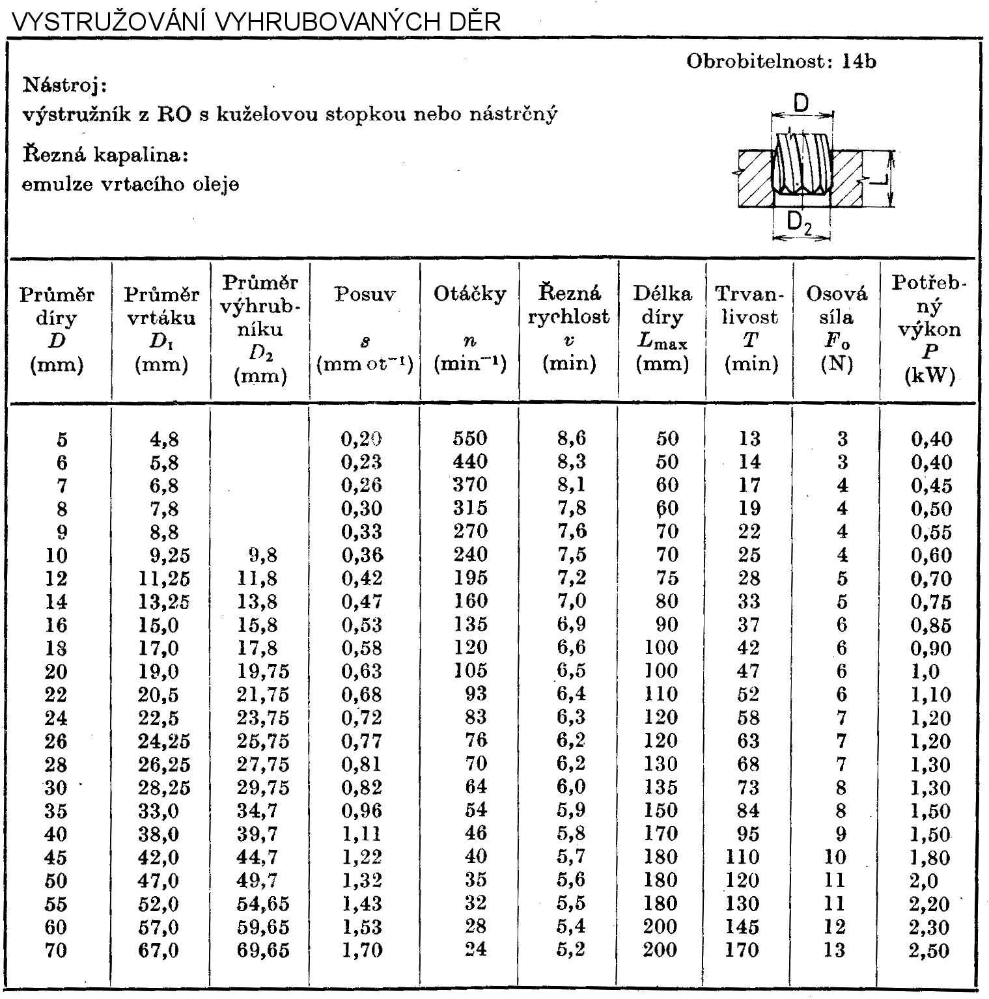 VYSTRUŽOVÁNÍ VYHRUBOVANÝCH DĚR
Obrobitelnost: 14b
Nástroj:
výstružník z RO s kuželovou stopkou nebo nástrčný
Řezná kapalina:
emulze vrtacího oleje
D
L
D₂
Průměr díry D (mm) | Průměr vrtáku D₁ (mm) | Průměr výhrub- níku D₂ (mm) | Posuv s (mm ot⁻¹) | Otáčky n (min⁻¹) | Řezná rychlost v (min) | Délka díry Lmax (mm) | Trvan- livost T (min) | Osová síla Fo (N) | Potřeb- ný výkon P (kW)
5 4,8 0,20 550 8,6 50 13 3 0,40
6 5,8 0,23 440 8,3 50 14 3 0,40
7 6,8 0,26 370 8,1 60 17 4 0,45
8 7,8 0,30 315 7,8 60 19 4 0,50
9 8,8 0,33 270 7,6 70 22 4 0,55
10 9,25 9,8 0,36 240 7,5 70 25 4 0,60
12 11,25 11,8 0,42 195 7,2 75 28 5 0,70
14 13,25 13,8 0,47 160 7,0 80 33 5 0,75
16 15,0 15,8 0,53 135 6,9 90 37 6 0,85
18 17,0 17,8 0,58 120 6,6 100 42 6 0,90
20 19,0 19,75 0,63 105 6,5 100 47 6 1,0
22 20,5 21,75 0,68 93 6,4 110 52 6 1,10
24 22,5 23,75 0,72 83 6,3 120 58 7 1,20
26 24,25 25,75 0,77 76 6,2 120 63 7 1,20
28 26,25 27,75 0,81 70 6,2 130 68 7 1,30
30 28,25 29,75 0,82 64 6,0 135 73 8 1,30
35 33,0 34,7 0,96 54 5,9 150 84 8 1,50
40 38,0 39,7 1,11 46 5,8 170 95 9 1,50
45 42,0 44,7 1,22 40 5,7 180 110 10 1,80
50 47,0 49,7 1,32 35 5,6 180 120 11 2,0
55 52,0 54,65 1,43 32 5,5 180 130 11 2,20
60 57,0 59,65 1,53 28 5,4 200 145 12 2,30
70 67,0 69,65 1,70 24 5,2 200 170 13 2,50